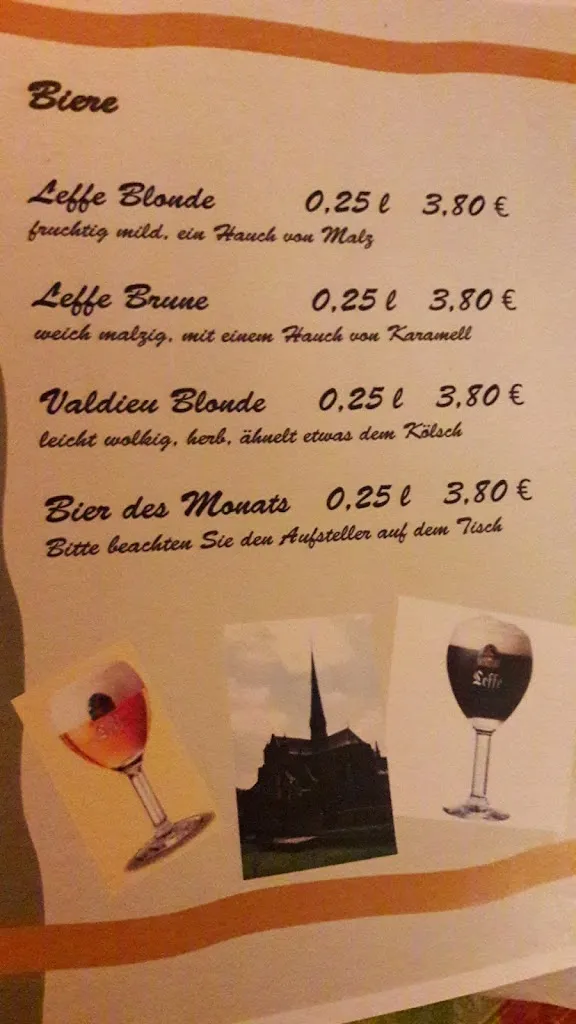 Biere
Leffe Blonde 0,25 l 3,80 €
fruchtig mild, ein Hauch von Malz
Leffe Brune 0,25 l 3,80 €
weich malzig, mit einem Hauch von Karamell
Valdieu Blonde 0,25 l 3,80 €
leicht wolkig, herb, ähnelt etwas dem Kölsch
Bier des Monats 0,25 l 3,80 €
Bitte beachten Sie den Aufsteller auf dem Tisch
Leffe